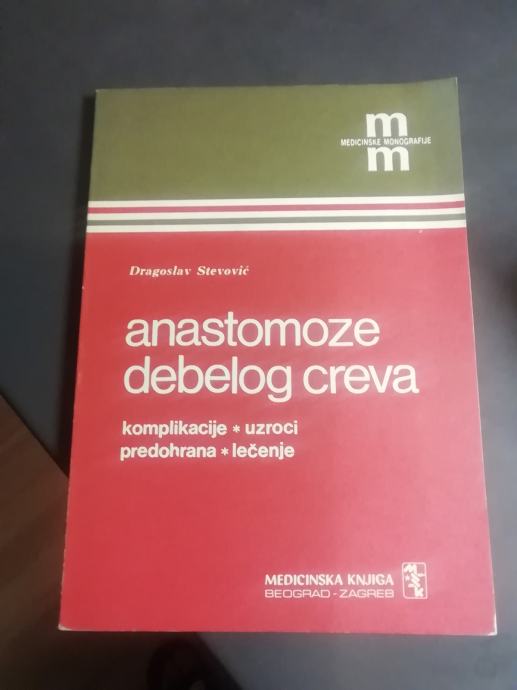 m
MEDICINSKE MONOGRAFIJE
m
Dragoslav Stevović
anastomoze
debelog creva
komplikacije * uzroci
predohrana * lečenje
MEDICINSKA KNJIGA
BEOGRAD - ZAGREB